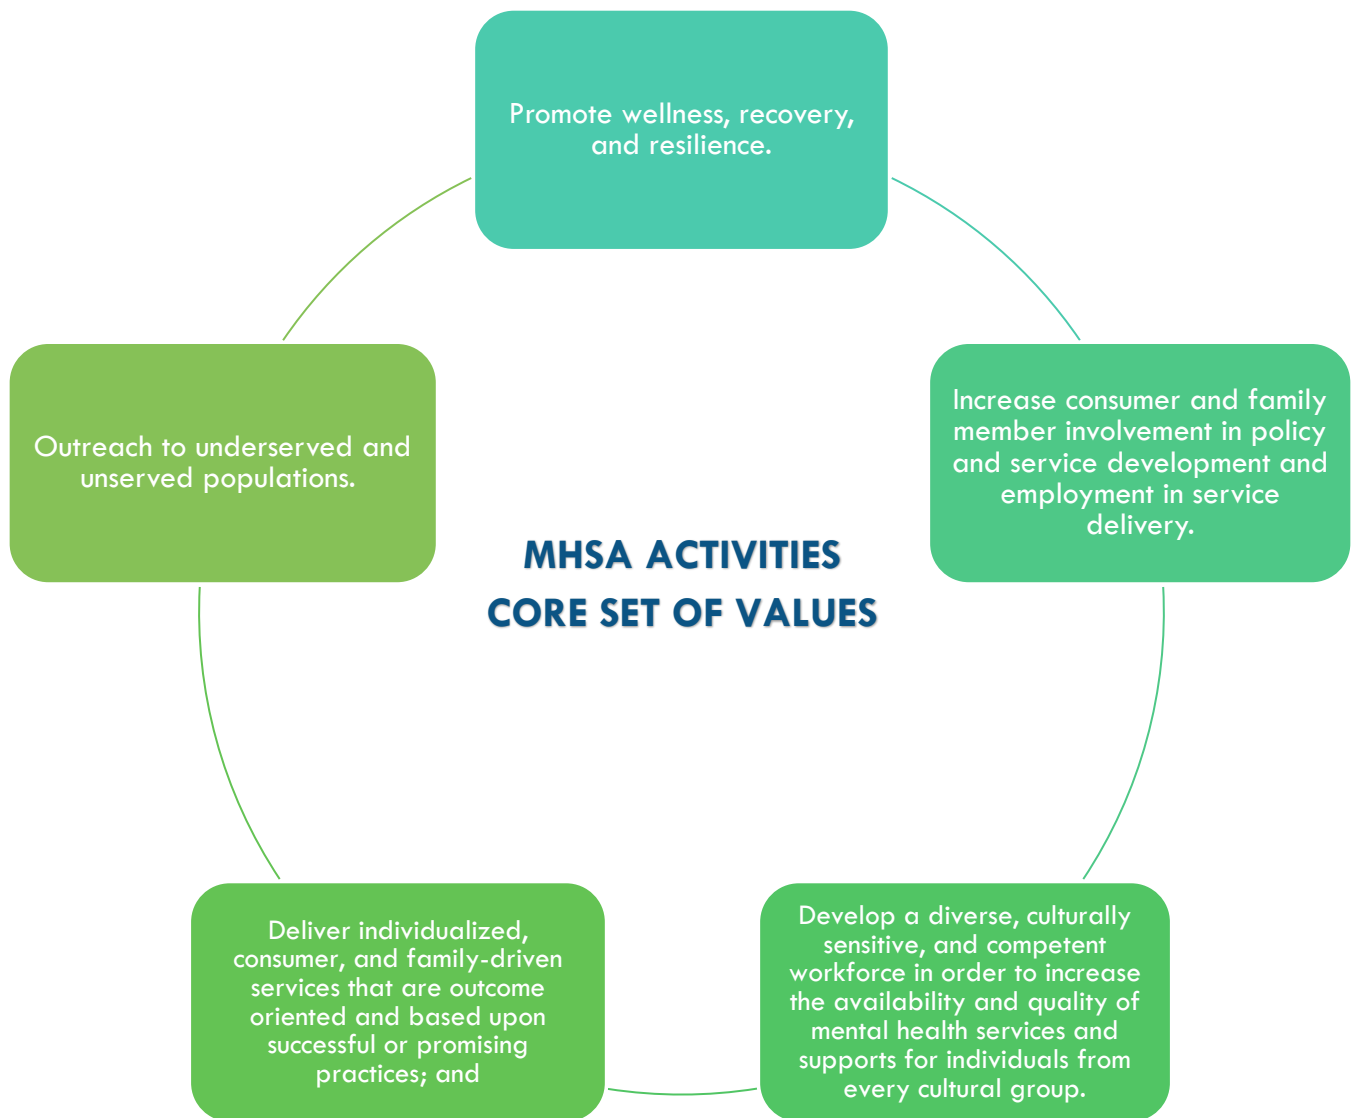 Promote wellness, recovery,
and resilience.
Increase consumer and family
member involvement in policy
and service development and
employment in service
delivery.
Develop a diverse, culturally
sensitive, and competent
workforce in order to increase
the availability and quality of
mental health services and
supports for individuals from
every cultural group.
Deliver individualized,
consumer, and family-driven
services that are outcome
oriented and based upon
successful or promising
practices; and
Outreach to underserved and
unserved populations.
MHSA ACTIVITIES
CORE SET OF VALUES